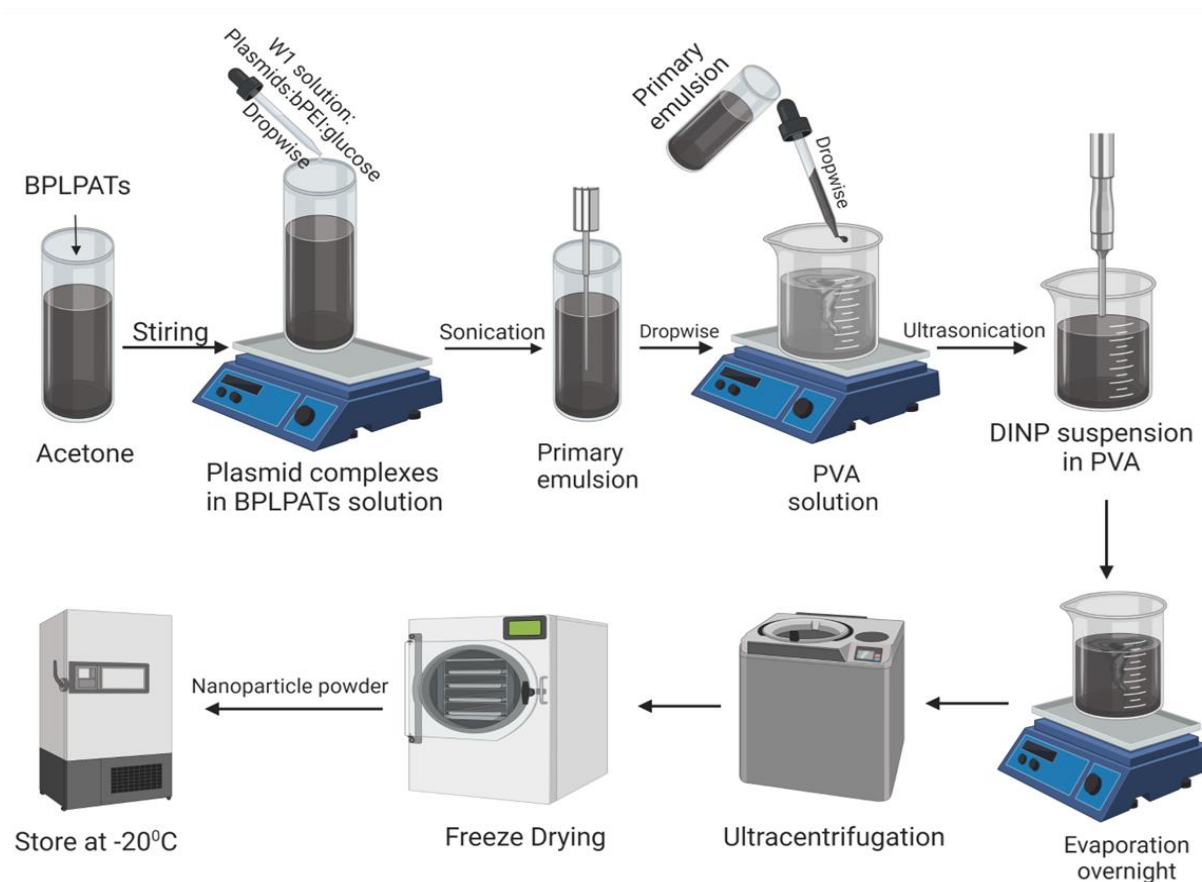 BPLPATs
Acetone
Stiring
W1 solution:
Plasmids:bPEI:glucose
Dropwise
Plasmid complexes
in BPLPATs solution
Sonication
Primary
emulsion
Dropwise
Primary
emulsion
Dropwise
PVA
solution
Ultrasonication
DINP suspension
in PVA
Evaporation
overnight
Ultracentrifugation
Freeze Drying
Nanoparticle powder
Store at -20⁰C